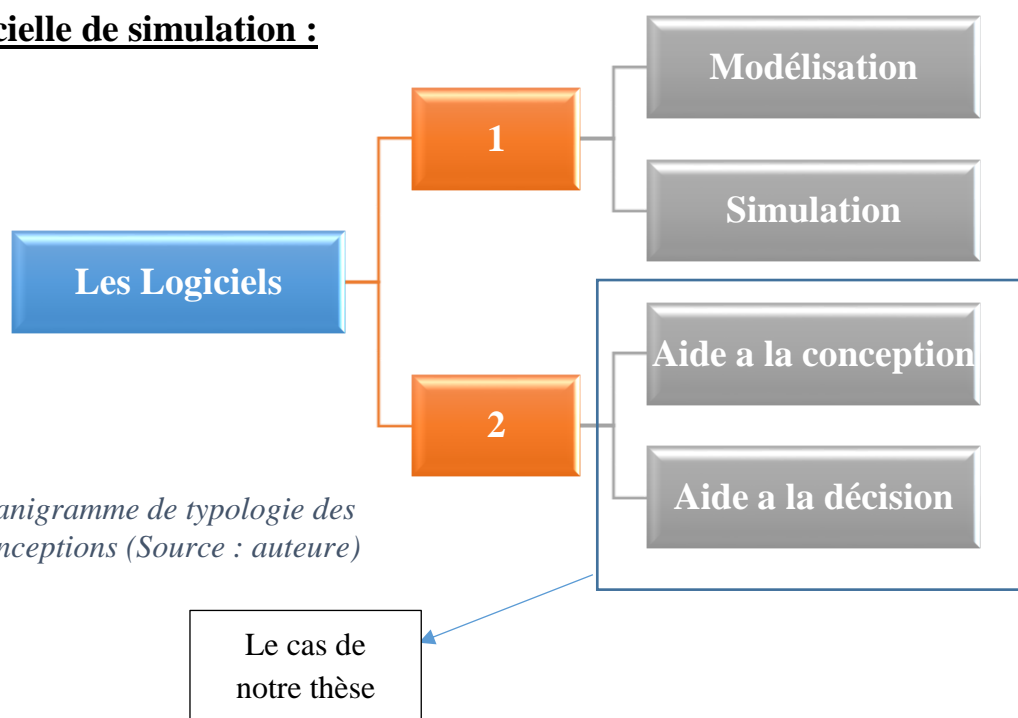 cielle de simulation :
Modélisation
1
Simulation
Les Logiciels
Aide a la conception
2
Aide a la décision
anigramme de typologie des
nceptions (Source : auteure)
Le cas de
notre thèse